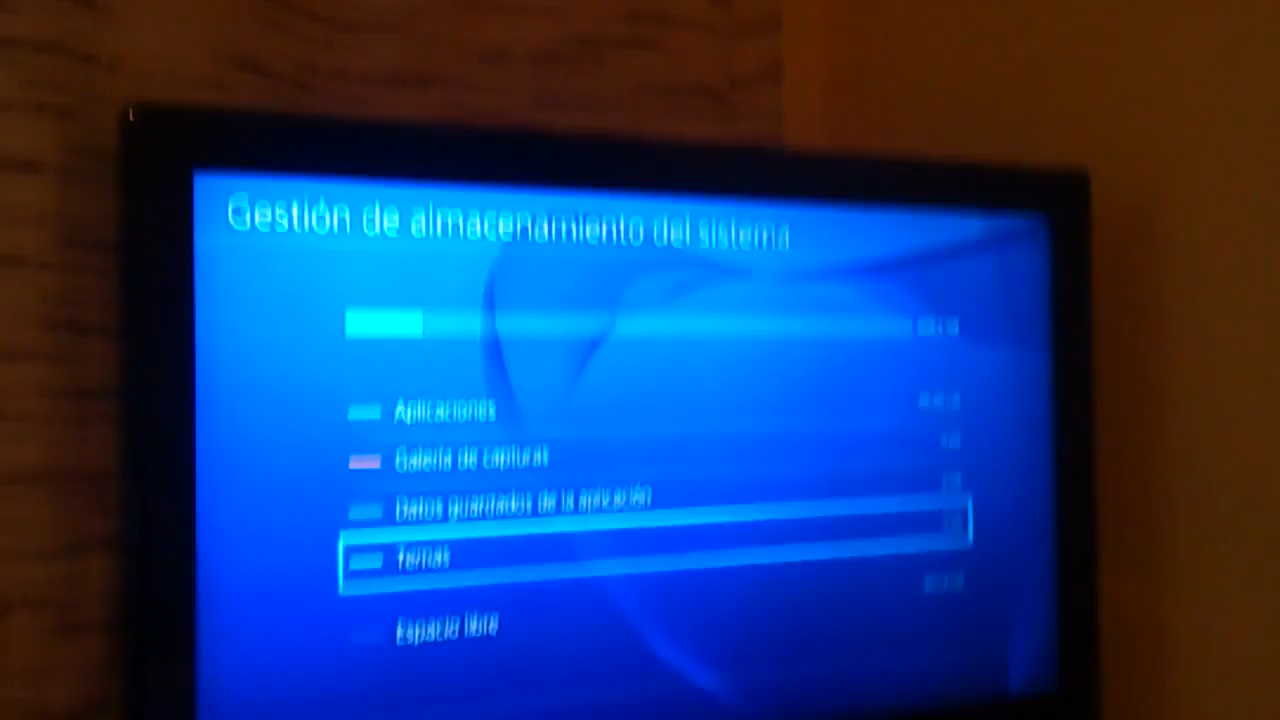 Gestión de almacenamiento del sistema
Aplicaciones
Galería de capturas
Datos guardados de la aplicación
Temas
Espacio libre